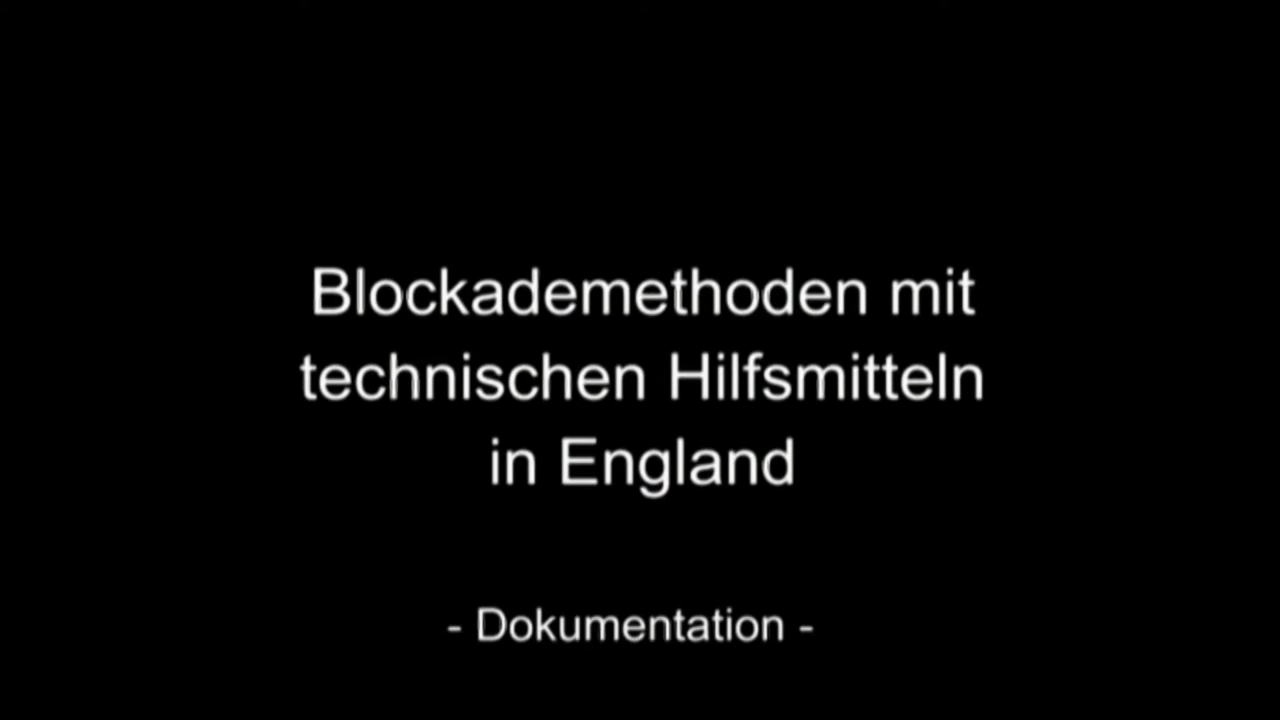 Blockademethoden mit
technischen Hilfsmitteln
in England
- Dokumentation -